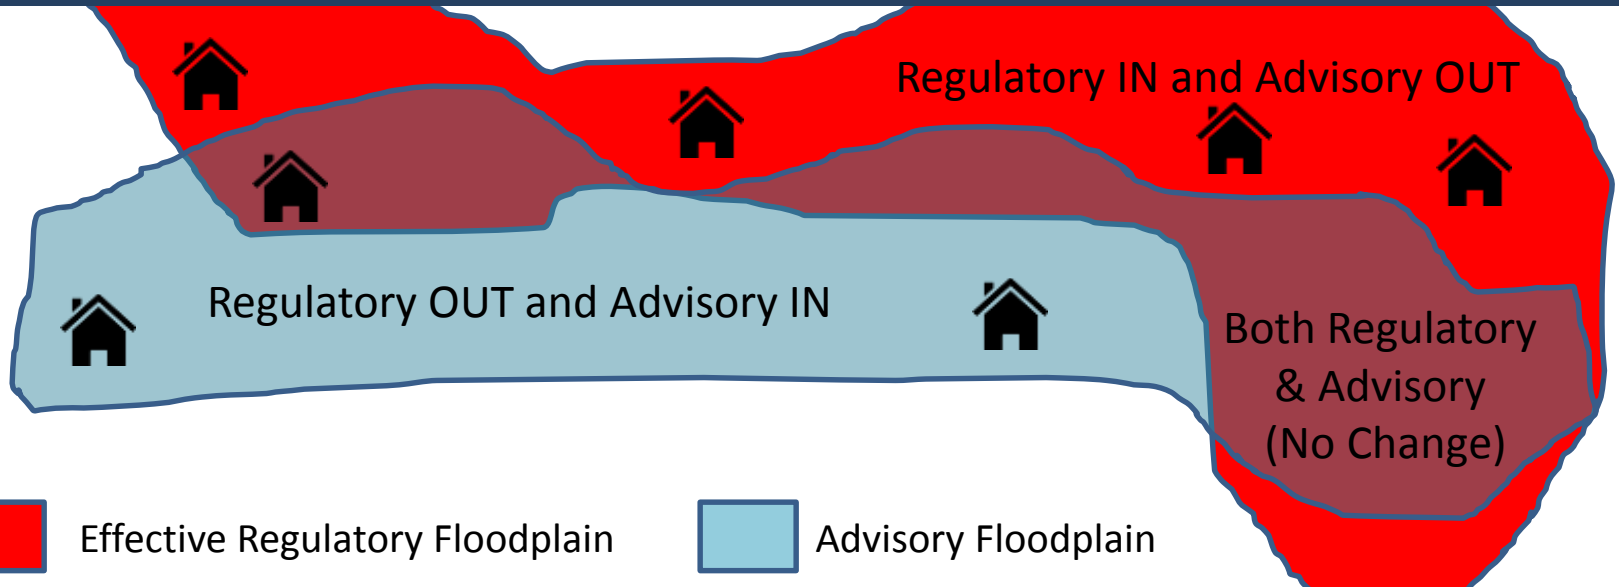 Regulatory IN and Advisory OUT
Regulatory OUT and Advisory IN
Both Regulatory
& Advisory
(No Change)
Effective Regulatory Floodplain
Advisory Floodplain